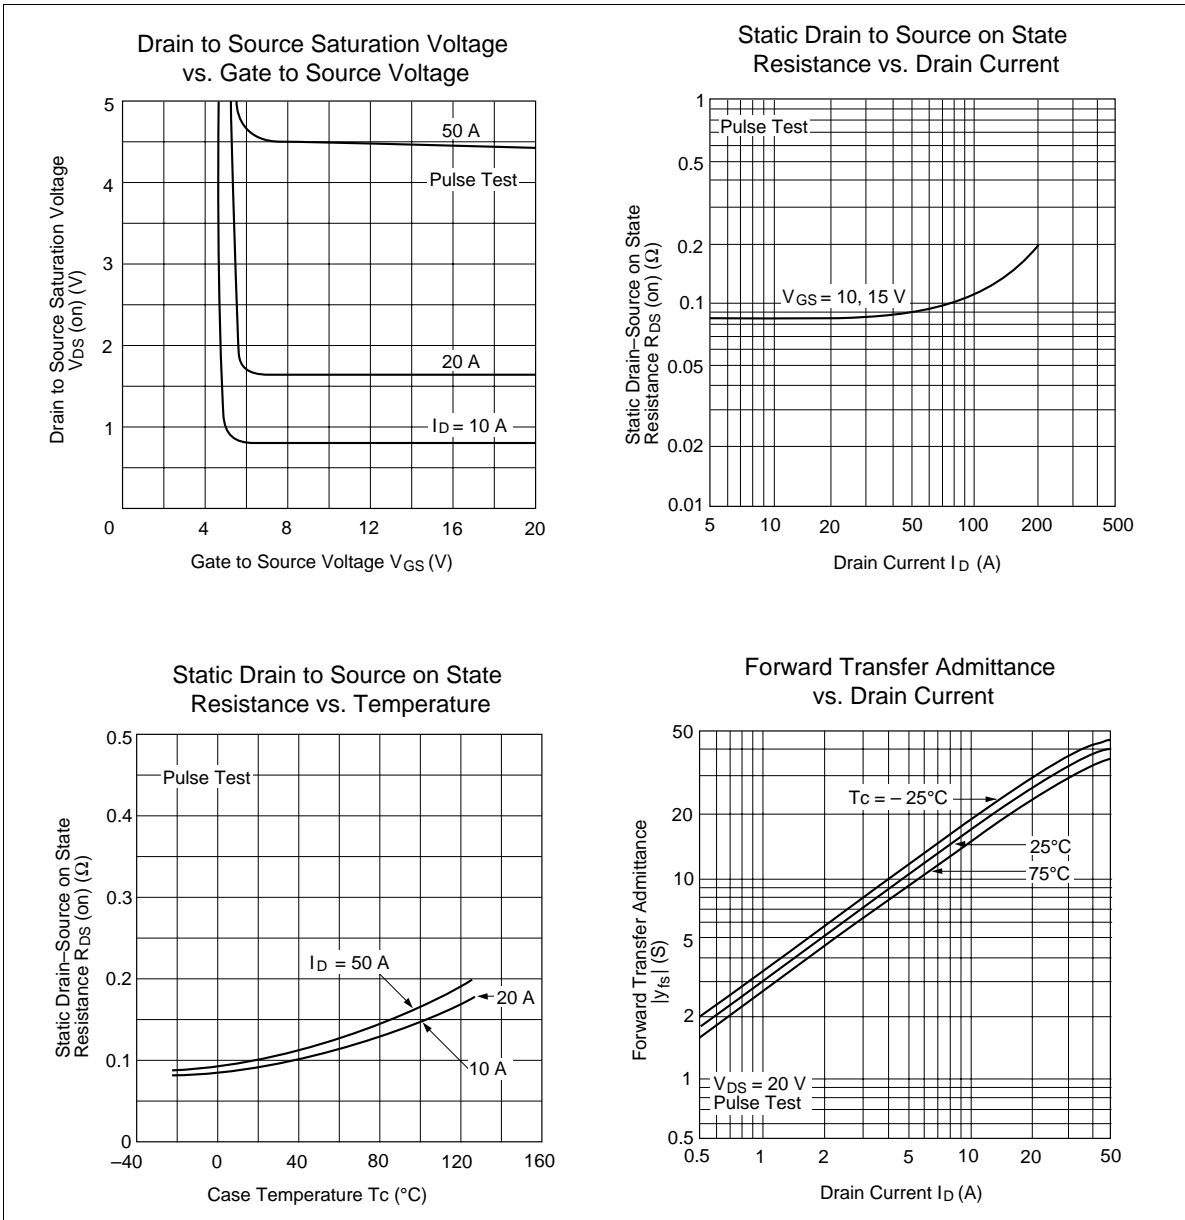 Drain to Source Saturation Voltage
vs. Gate to Source Voltage
Drain to Source Saturation Voltage
VDS (on) (V)
5
4
3
2
1
0
4
8
12
16
20
50 A
Pulse Test
20 A
ID = 10 A
Gate to Source Voltage VGS (V)
Static Drain to Source on State
Resistance vs. Drain Current
Static Drain–Source on State
Resistance RDS (on) (Ω)
1
0.5
0.2
0.1
0.05
0.02
0.01
5
10
20
50
100
200
500
Pulse Test
VGS = 10, 15 V
Drain Current ID (A)
Static Drain to Source on State
Resistance vs. Temperature
Static Drain–Source on State
Resistance RDS (on) (Ω)
0.5
0.4
0.3
0.2
0.1
0
–40
0
40
80
120
160
Pulse Test
ID = 50 A
20 A
10 A
Case Temperature Tc (°C)
Forward Transfer Admittance
vs. Drain Current
Forward Transfer Admittance
|yfs| (S)
50
20
10
5
2
1
0.5
0.5
1
2
5
10
20
50
Tc = – 25°C
25°C
75°C
VDS = 20 V
Pulse Test
Drain Current ID (A)